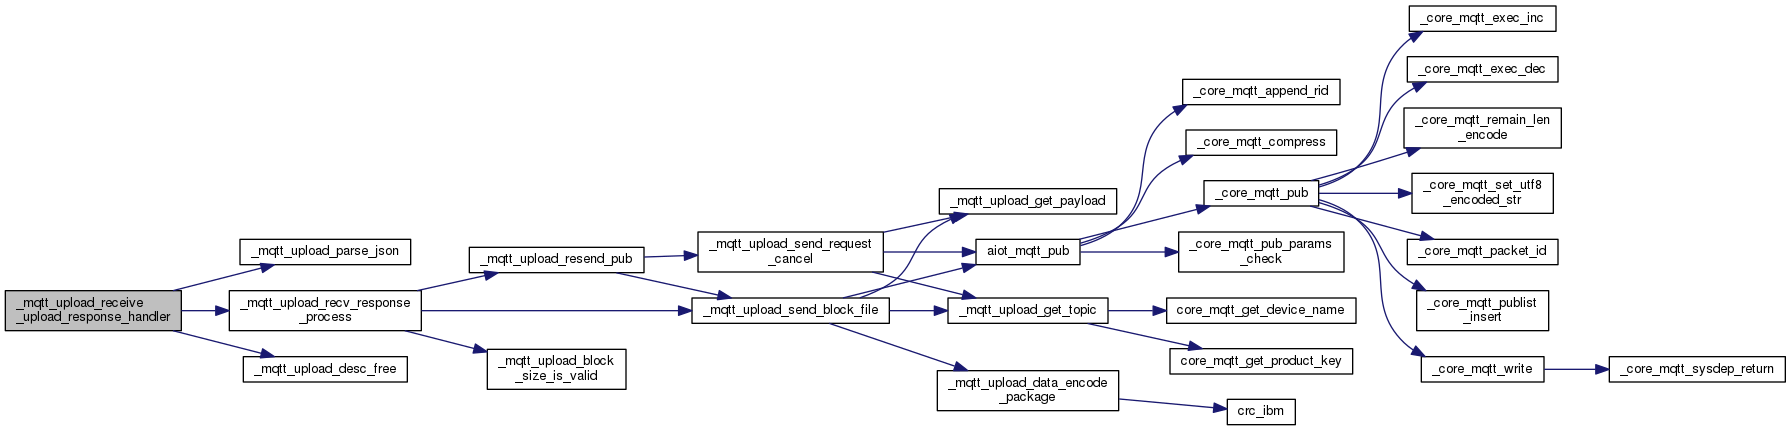 _mqtt_upload_receive
_upload_response_handler
_mqtt_upload_parse_json
_mqtt_upload_recv_response
_process
_mqtt_upload_desc_free
_mqtt_upload_resend_pub
_mqtt_upload_block
_size_is_valid
_mqtt_upload_send_request
_cancel
_mqtt_upload_send_block_file
_mqtt_upload_get_payload
aiot_mqtt_pub
_mqtt_upload_get_topic
_mqtt_upload_data_encode
_package
_core_mqtt_append_rid
_core_mqtt_compress
_core_mqtt_pub
_core_mqtt_pub_params
_check
core_mqtt_get_device_name
core_mqtt_get_product_key
crc_ibm
_core_mqtt_exec_inc
_core_mqtt_exec_dec
_core_mqtt_remain_len
_encode
_core_mqtt_set_utf8
_encoded_str
_core_mqtt_packet_id
_core_mqtt_publist
_insert
_core_mqtt_write
_core_mqtt_sysdep_return